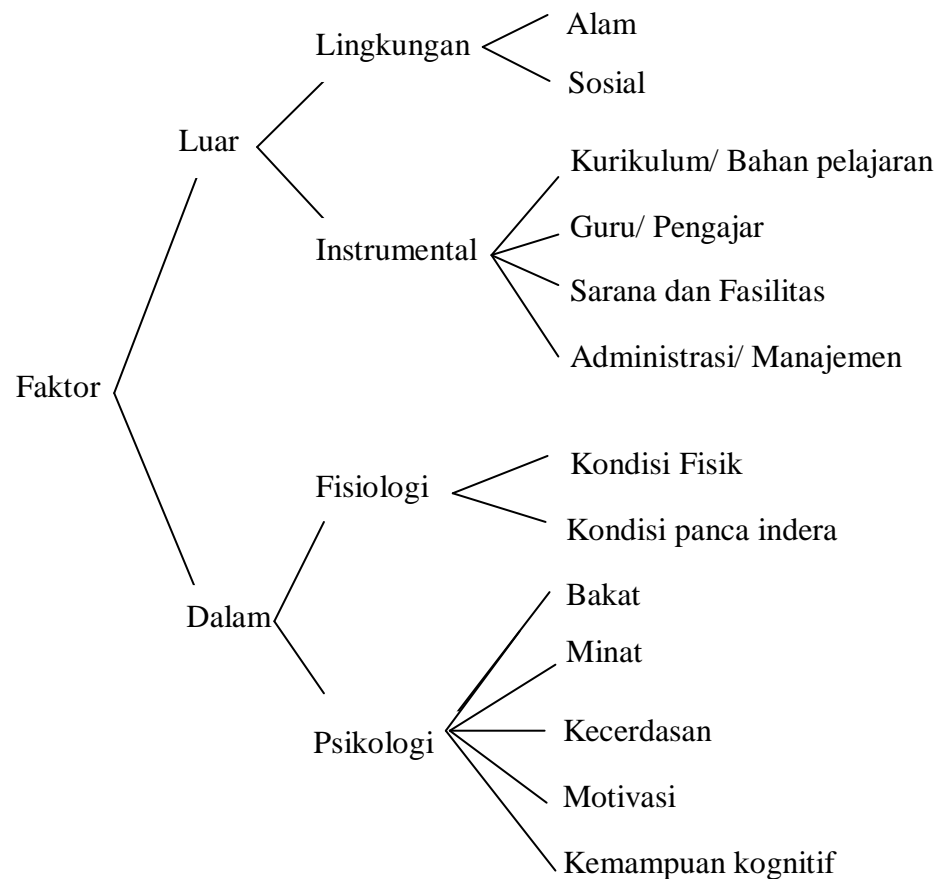 Alam
Lingkungan
Sosial
Luar
Kurikulum/ Bahan pelajaran
Guru/ Pengajar
Instrumental
Sarana dan Fasilitas
Administrasi/ Manajemen
Faktor
Kondisi Fisik
Fisiologi
Kondisi panca indera
Bakat
Dalam
Minat
Kecerdasan
Psikologi
Motivasi
Kemampuan kognitif